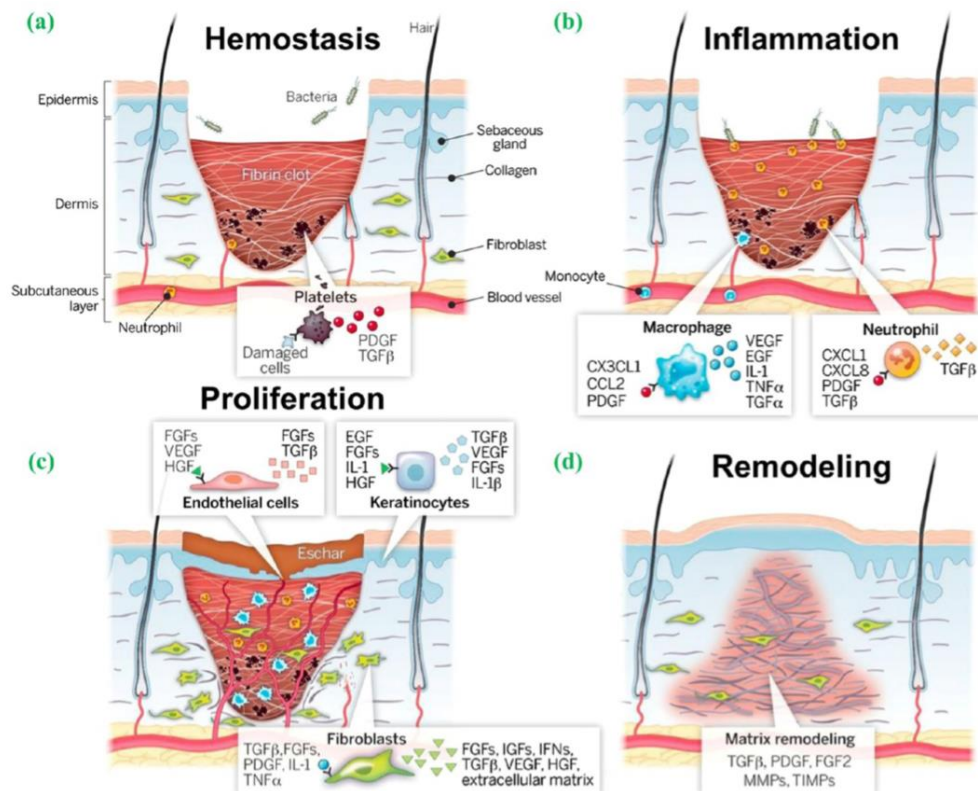 (a)
Hemostasis
Hair
Epidermis
Bacteria
Sebaceous
gland
Fibrin clot
Collagen
Dermis
Fibroblast
Subcutaneous
layer
Platelets
Blood vessel
Neutrophil
Damaged
cells
PDGF
TGFβ
(b)
Inflammation
Monocyte
Macrophage
CX3CL1
CCL2
PDGF
VEGF
EGF
IL-1
TNFα
TGFα
Neutrophil
CXCL1
CXCL8
PDGF
TGFβ
TGFβ
Proliferation
(c)
FGFs
VEGF
HGF
FGFs
TGFβ
Endothelial cells
EGF
FGFs
IL-1
HGF
TGFβ
VEGF
FGFs
IL-1β
Keratinocytes
Eschar
Fibroblasts
TGFβ,FGFs,
PDGF, IL-1
TNFα
FGFs, IGFs, IFNs,
TGFβ, VEGF, HGF,
extracellular matrix
(d)
Remodeling
Matrix remodeling
TGFβ, PDGF, FGF2
MMPs, TIMPs